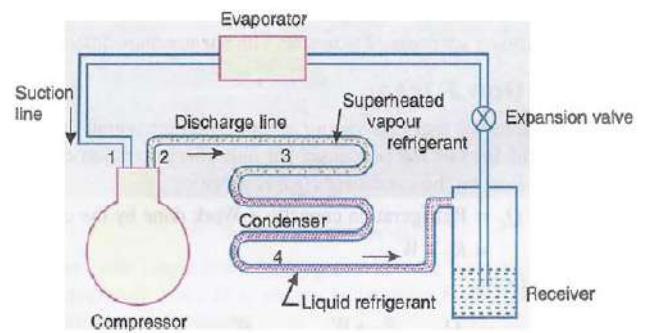 Evaporator
Suction
line
Discharge line
Superheated
vapour
refrigerant
Expansion valve
1
2
3
Condenser
4
Liquid refrigerant
Receiver
Compressor